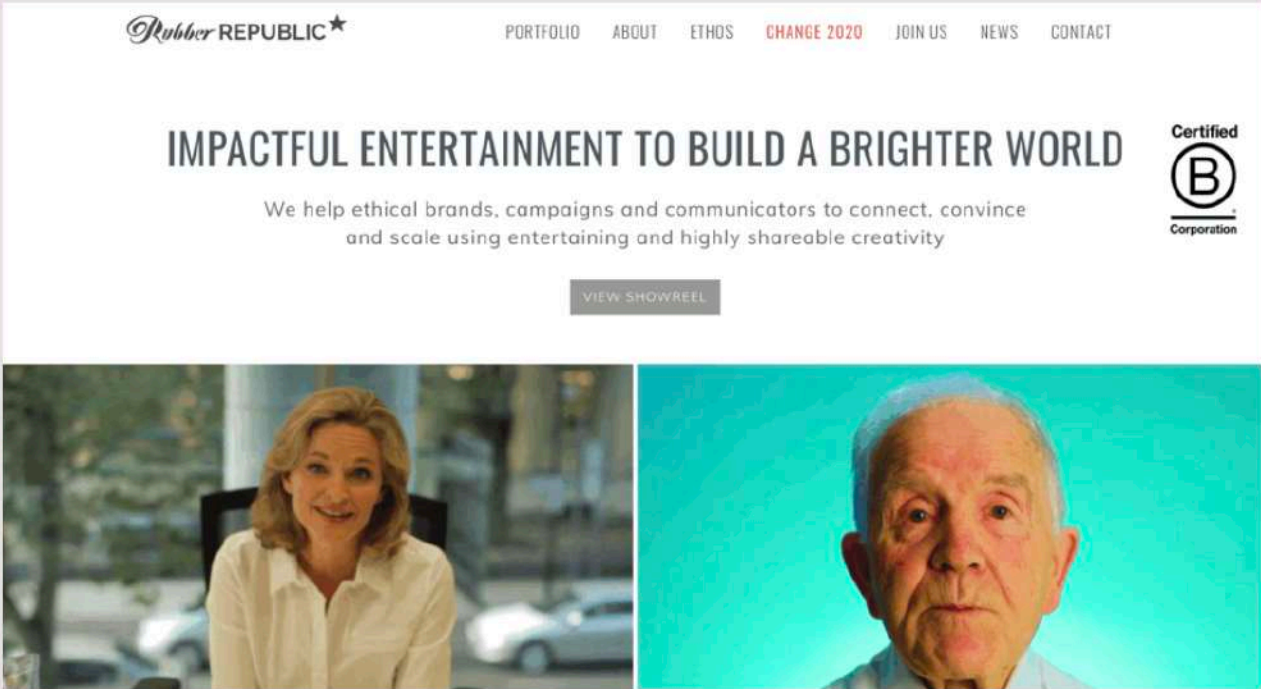 Rubber REPUBLIC
PORTFOLIO ABOUT ETHOS CHANGE 2020 JOIN US NEWS CONTACT
IMPACTFUL ENTERTAINMENT TO BUILD A BRIGHTER WORLD
We help ethical brands, campaigns and communicators to connect, convince
and scale using entertaining and highly shareable creativity
VIEW SHOWREEL
Certified
B
Corporation